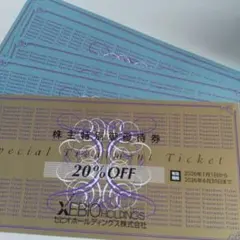 株主様優待券
Special Treatment Ticket
20%OFF
XEBIO HOLDINGS
ゼビオホールディングス株式会社